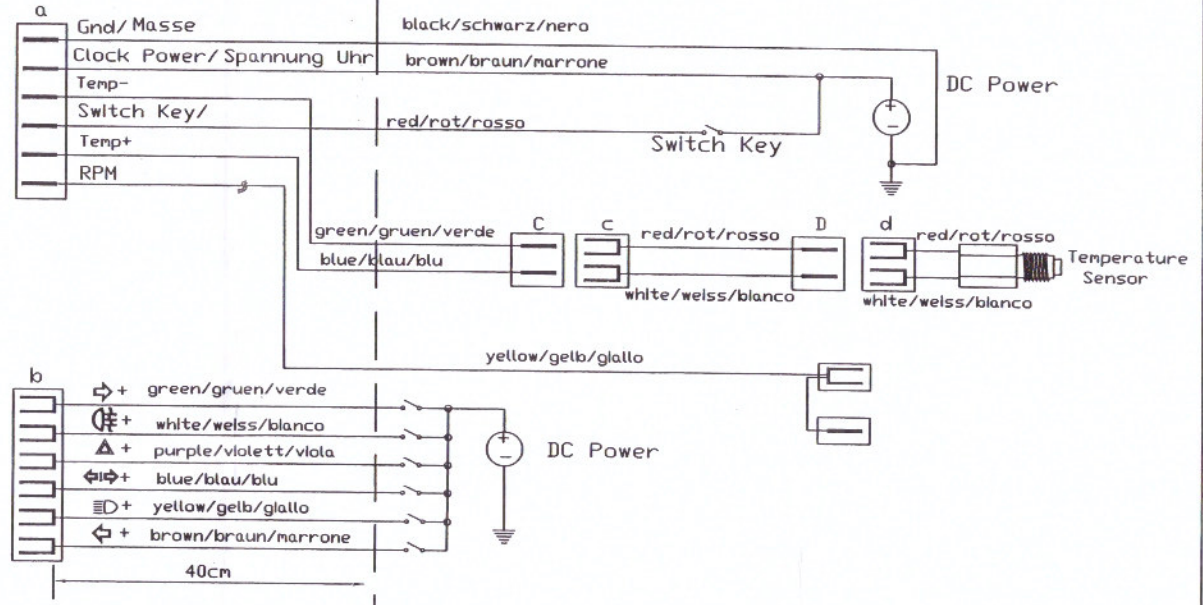 a
Gnd/ Masse
black/schwarz/nero
Clock Power/ Spannung Uhr
brown/braun/marrone
Temp-
DC Power
+
-
Switch Key/
red/rot/rosso
Switch Key
Temp+
RPM
green/gruen/verde
C
c
red/rot/rosso
D
d
red/rot/rosso
blue/blau/blu
white/weiss/bianco
white/weiss/bianco
Temperature
Sensor
yellow/gelb/giallo
b
+ green/gruen/verde
+ white/weiss/bianco
+ purple/violett/viola
+ blue/blau/blu
+ yellow/gelb/giallo
+ brown/braun/marrone
+
-
DC Power
40cm